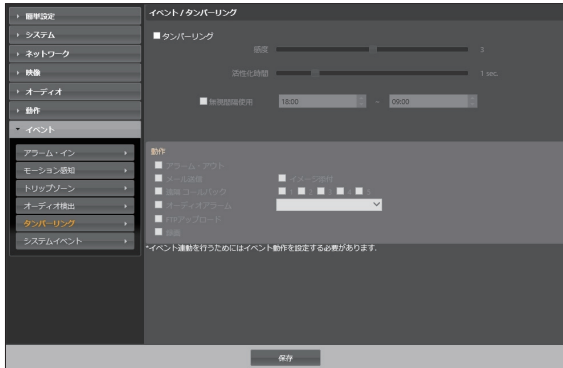 簡単設定
システム
ネットワーク
映像
オーディオ
動作
イベント
アラーム・イン
モーション感知
トリップゾーン
オーディオ検出
タンパーリング
システムイベント
イベント / タンパーリング
タンパーリング
感度 3
活性化時間 1 sec.
無視間隔使用 18:00 ~ 09:00
動作
アラーム・アウト
メール送信 イメージ添付
遠隔コールバック 1 2 3 4 5
オーディオアラーム
FTPアップロード
録画
*イベント連動を行うためにはイベント動作を設定する必要があります.
保存